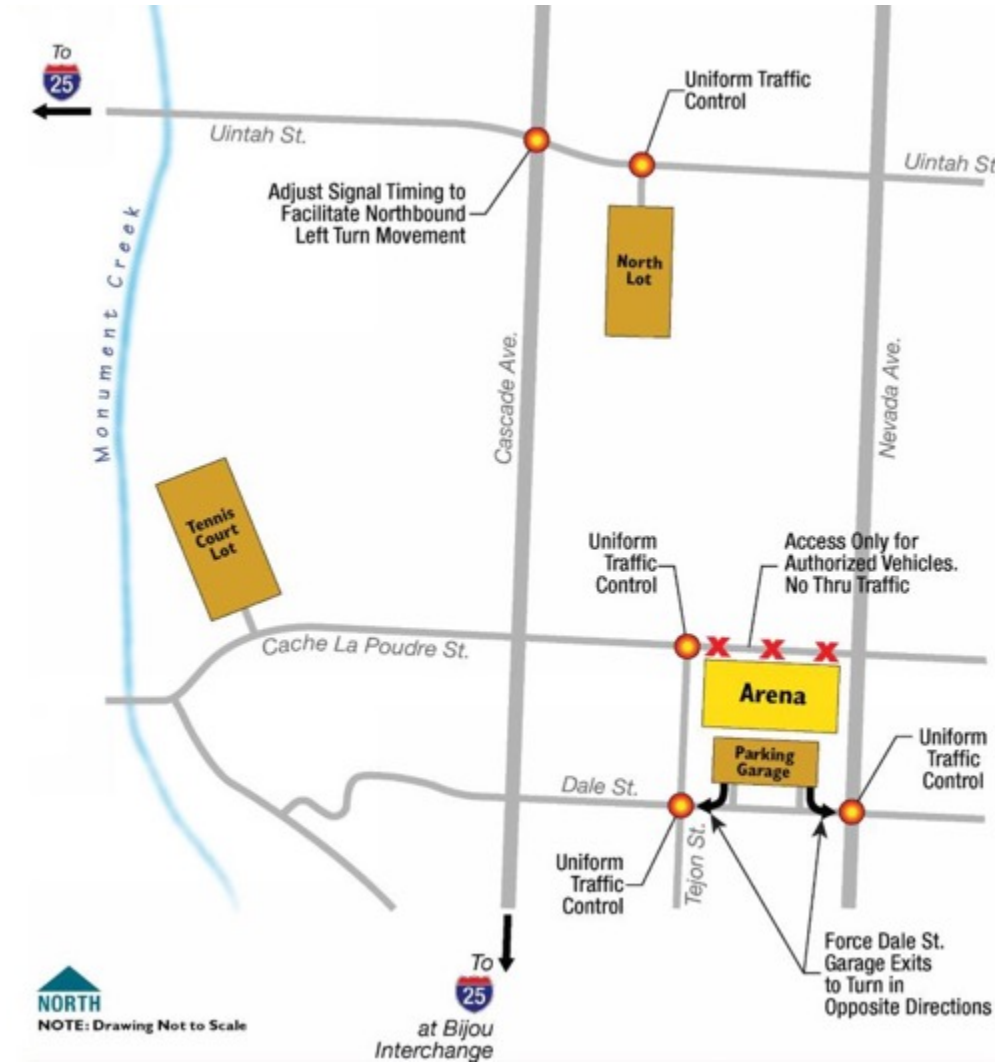 To
25
Uintah St.
Uniform Traffic
Control
Uintah St
Adjust Signal Timing to
Facilitate Northbound
Left Turn Movement
North
Lot
Monument Creek
Cascade Ave.
Nevada Ave.
Tennis
Court
Lot
Uniform
Traffic
Control
Access Only for
Authorized Vehicles.
No Thru Traffic
Cache La Poudre St.
X X X
Arena
Parking
Garage
Uniform
Traffic
Control
Dale St.
Uniform
Traffic
Control
Tejon St.
Force Dale St.
Garage Exits
to Turn in
Opposite Directions
To
25
at Bijou
Interchange
NORTH
NOTE: Drawing Not to Scale